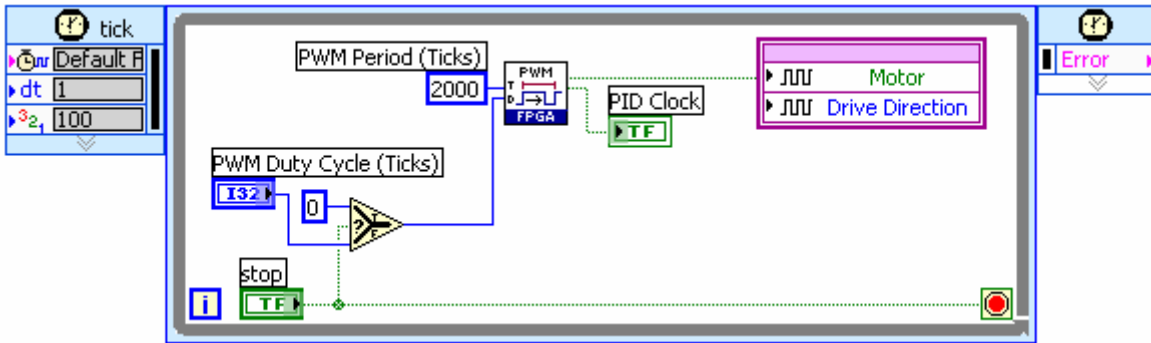 tick
Default F
dt 1
321 100
PWM Period (Ticks)
2000
PWM
T
D
FPGA
PID Clock
TF
Motor
Drive Direction
Error
PWM Duty Cycle (Ticks)
I32
0
?
T
F
stop
TF
i